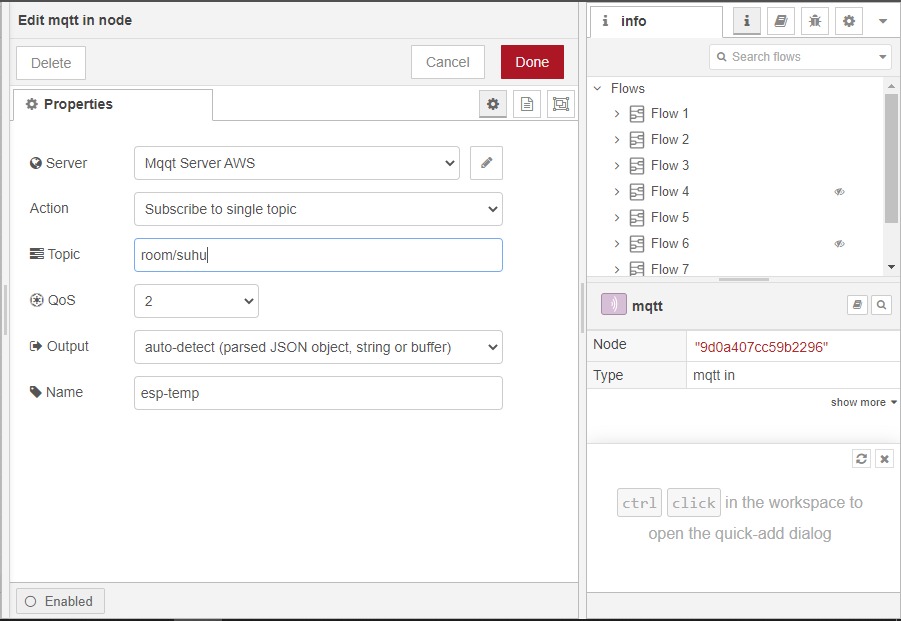 Edit mqtt in node
Delete
Cancel
Done
Properties
Server
Mqqt Server AWS
Action
Subscribe to single topic
Topic
room/suhu
QoS
2
Output
auto-detect (parsed JSON object, string or buffer)
Name
esp-temp
Enabled
i info
i
Search flows
Flows
Flow 1
Flow 2
Flow 3
Flow 4
Flow 5
Flow 6
Flow 7
mqtt
Node "9d0a407cc59b2296"
Type mqtt in
show more
ctrl click in the workspace to
open the quick-add dialog